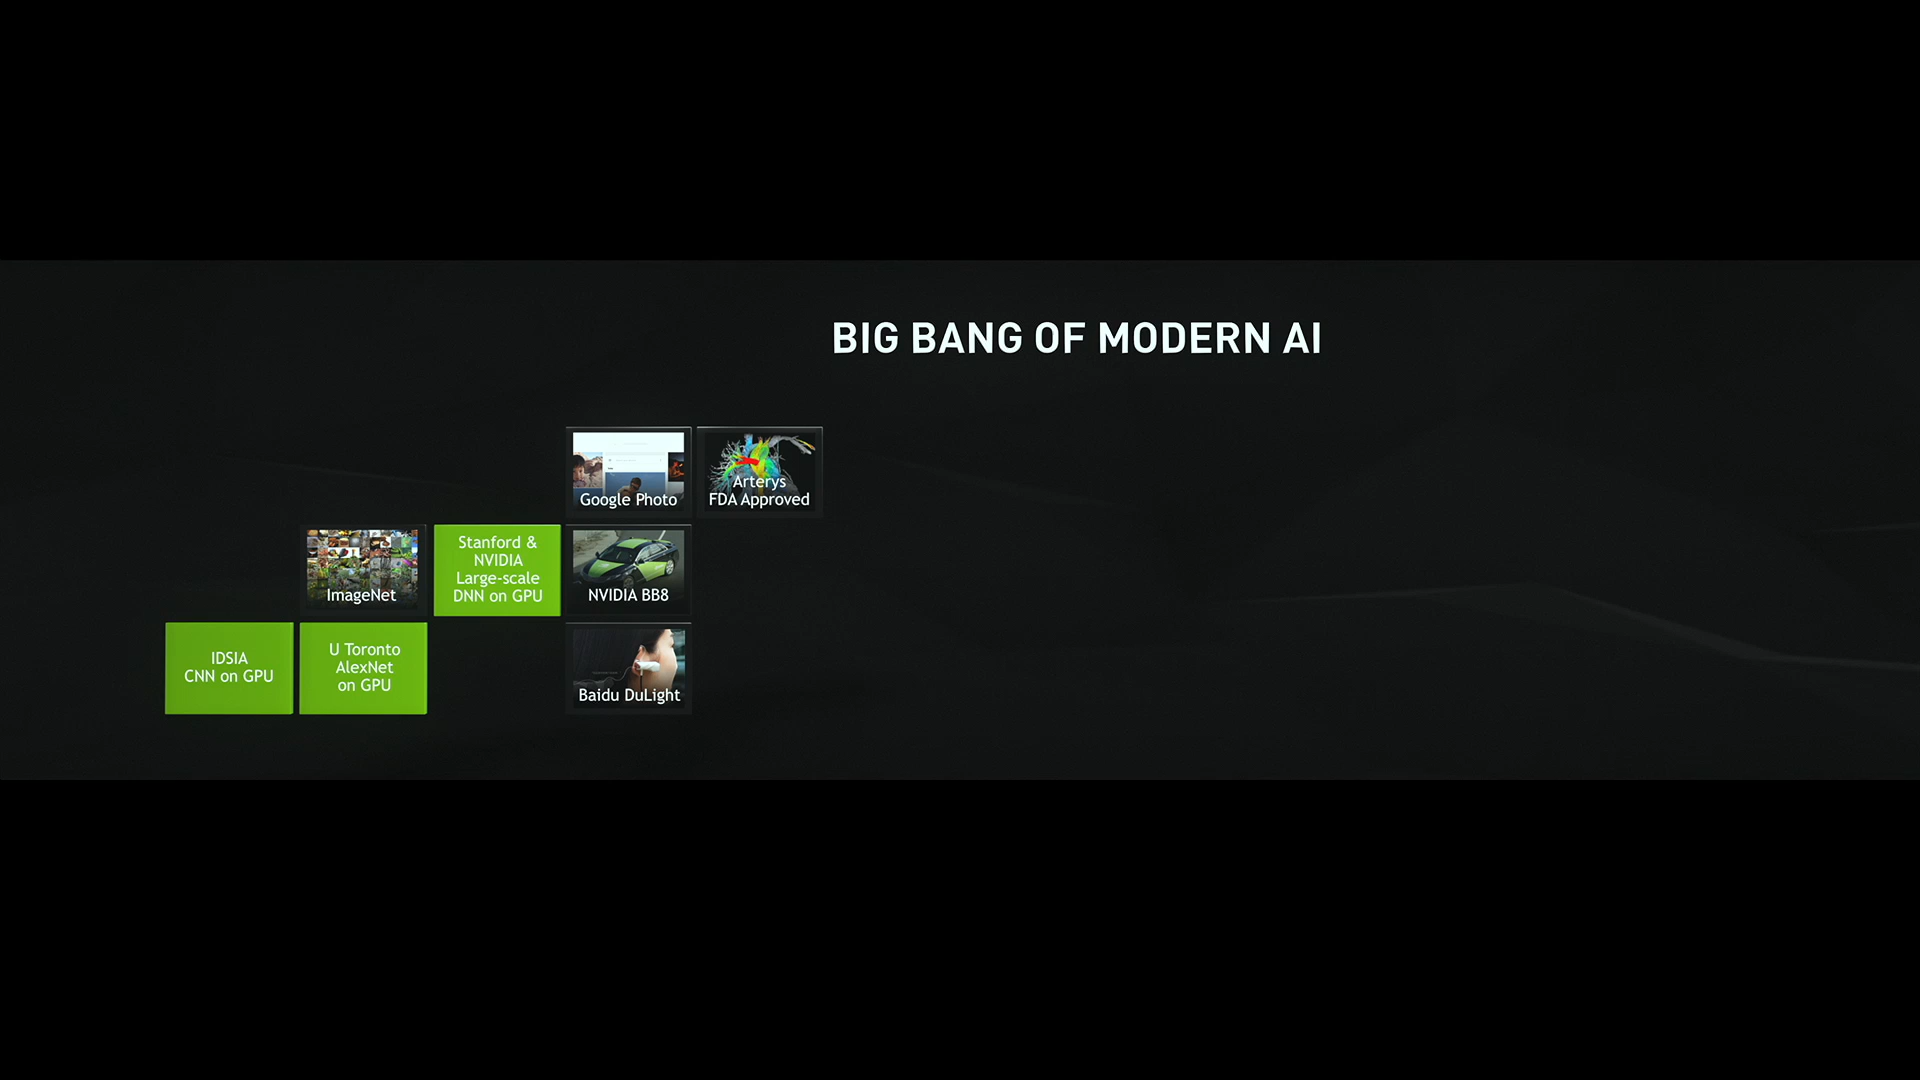 BIG BANG OF MODERN AI
Google Photo
Arterys
FDA Approved
ImageNet
Stanford &
NVIDIA
Large-scale
DNN on GPU
NVIDIA BB8
IDSIA
CNN on GPU
U Toronto
AlexNet
on GPU
Baidu DuLight